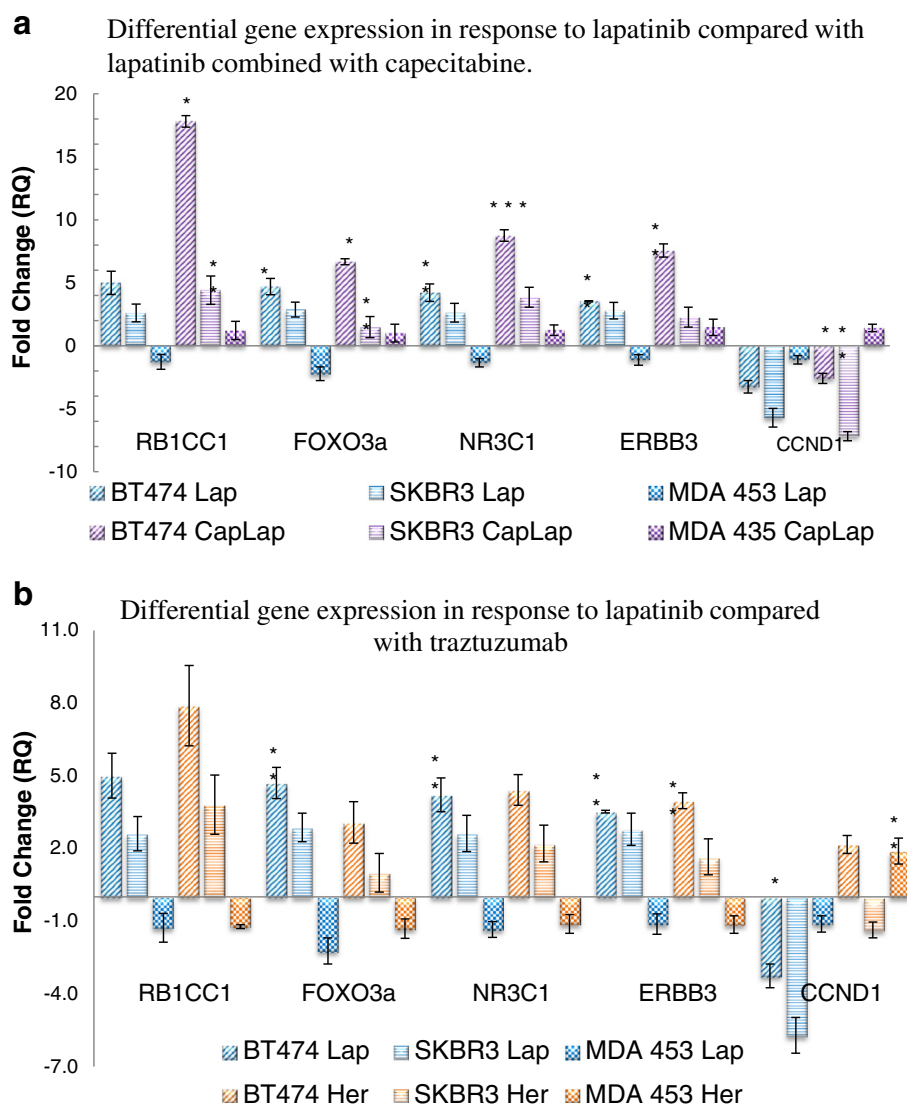 a
Differential gene expression in response to lapatinib compared with
lapatinib combined with capecitabine.
Fold Change (RQ)
20
15
10
5
0
-5
-10
*
* *
*
*
* *
* *
* * *
* *
* *
* * *
*
RB1CC1 FOXO3a NR3C1 ERBB3 CCND1
BT474 Lap SKBR3 Lap MDA 453 Lap
BT474 CapLap SKBR3 CapLap MDA 435 CapLap
b
Differential gene expression in response to lapatinib compared
with traztuzumab
Fold Change (RQ)
11.0
8.0
5.0
2.0
-1.0
-4.0
-7.0
* *
* *
* *
* *
*
* *
RB1CC1 FOXO3a NR3C1 ERBB3 CCND1
BT474 Lap SKBR3 Lap MDA 453 Lap
BT474 Her SKBR3 Her MDA 453 Her